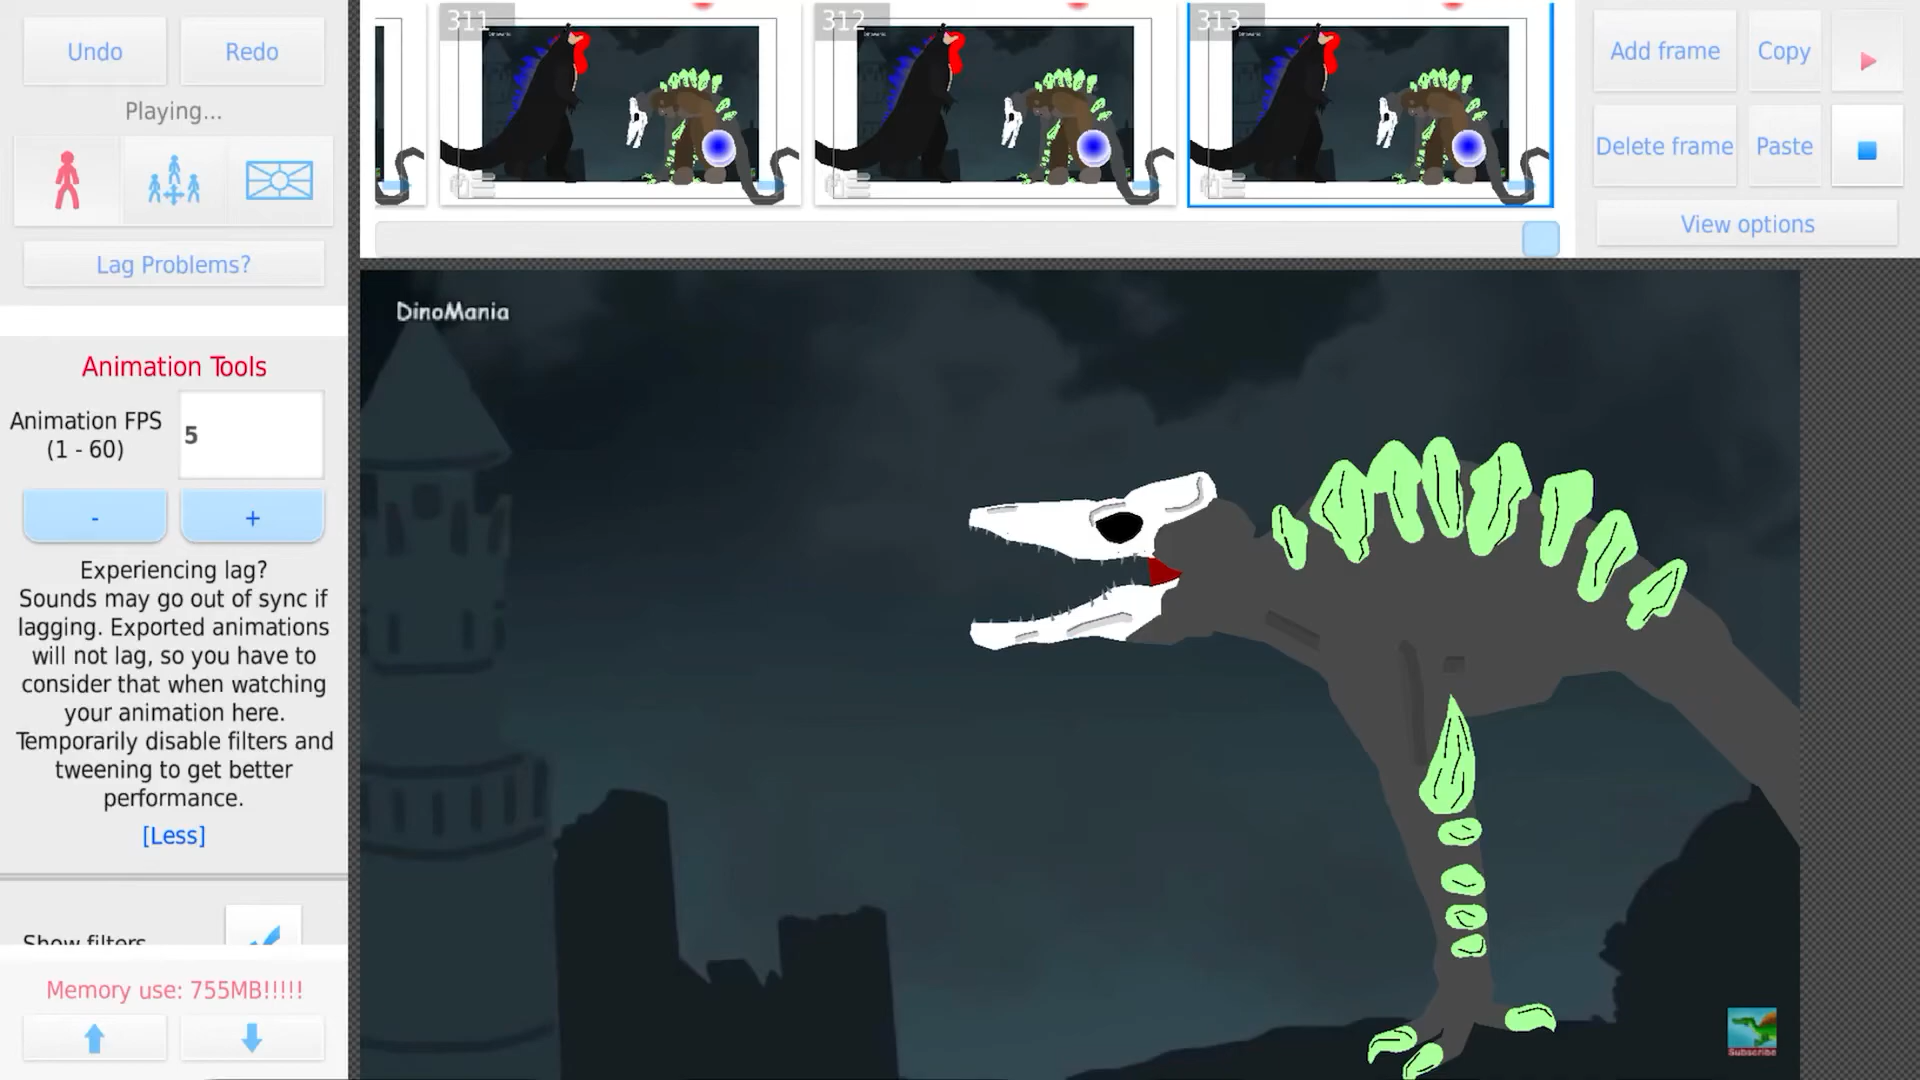 Undo
Redo
Playing...
Lag Problems?
311
312
313
Add frame
Copy
Delete frame
Paste
View options
DinoMania
Animation Tools
Animation FPS
(1 - 60)
5
-
+
Experiencing lag?
Sounds may go out of sync if
lagging. Exported animations
will not lag, so you have to
consider that when watching
your animation here.
Temporarily disable filters and
tweening to get better
performance.
[Less]
Show filters
Memory use: 755MB!!!!!
Subscribe